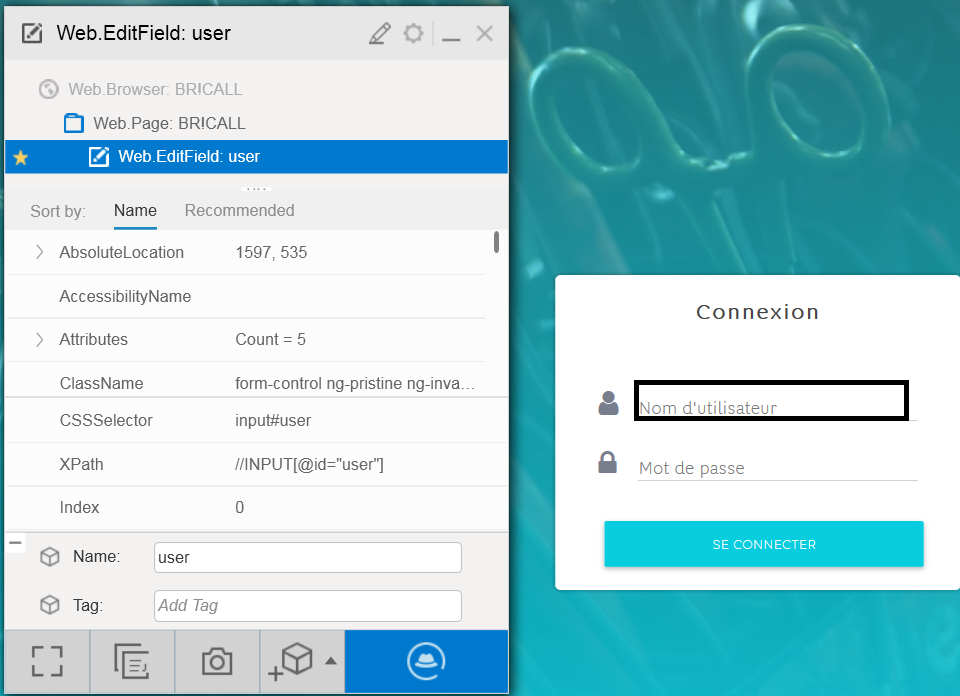 Web.EditField: user
Web.Browser: BR!CALL
Web.Page: BR!CALL
Web.EditField: user
Sort by: Name Recommended
AbsoluteLocation 1597, 535
AccessibilityName
Attributes Count = 5
ClassName form-control ng-pristine ng-inva...
CSSSelector input#user
XPath //INPUT[@id="user"]
Index 0
Name: user
Tag: Add Tag
Connexion
Nom d'utilisateur
Mot de passe
SE CONNECTER